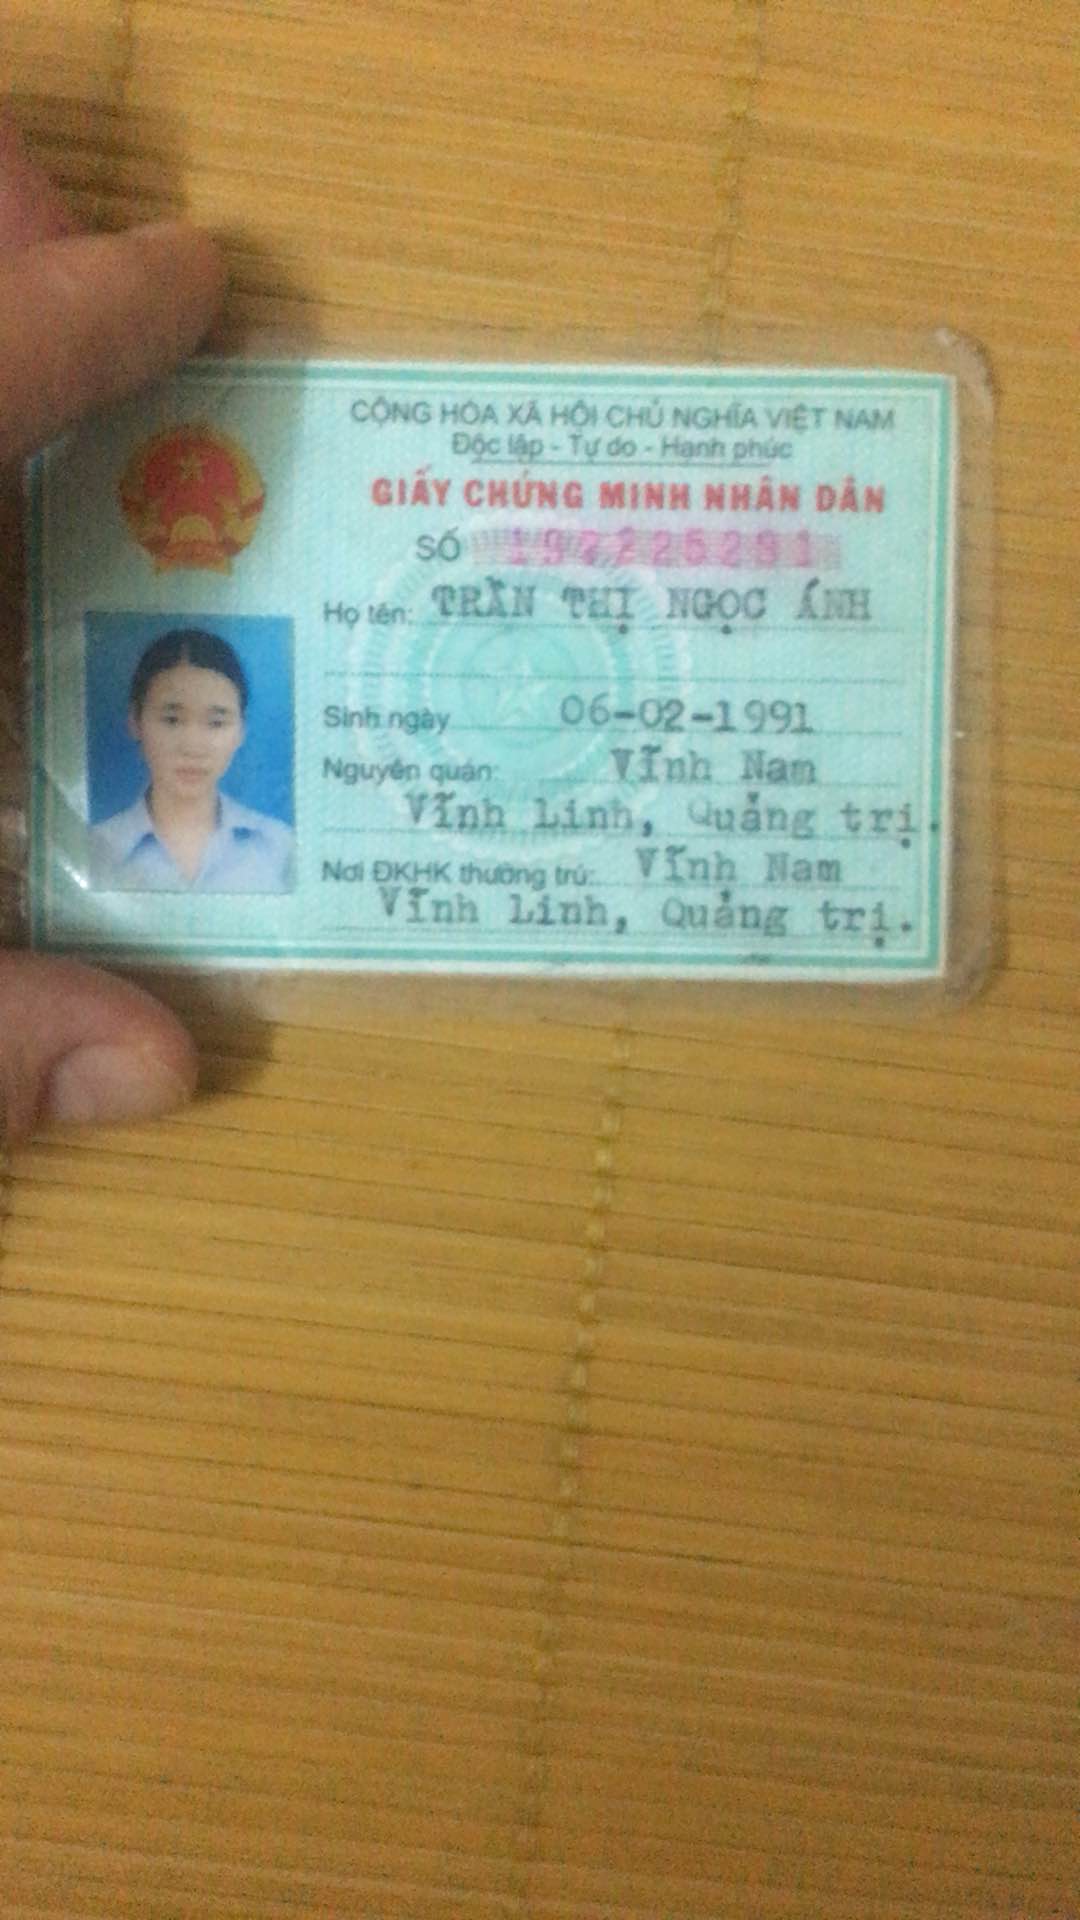 CỘNG HÒA XÃ HỘI CHỦ NGHĨA VIỆT NAM
Độc lập - Tự do - Hạnh phúc
GIẤY CHỨNG MINH NHÂN DÂN
SỐ
Họ tên: TRẦN THỊ NGỌC ÁNH
Sinh ngày 06-02-1991
Nguyên quán: Vĩnh Nam
Vĩnh Linh, Quảng trị.
Nơi ĐKHK thường trú: Vĩnh Nam
Vĩnh Linh, Quảng trị.